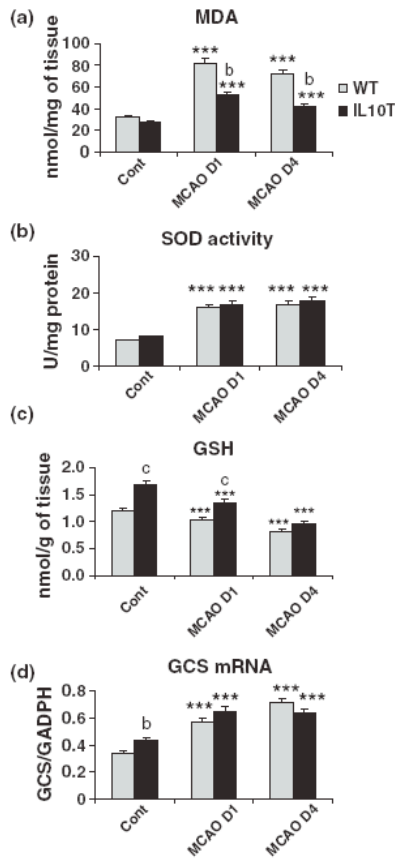 (a)
MDA
nmol/mg of tissue
100
80
60
40
20
0
***
b
***
***
b
***
WT
IL10T
Cont
MCAO D1
MCAO D4
(b)
SOD activity
U/mg protein
30
20
10
0
*** *** *** ***
Cont
MCAO D1
MCAO D4
(c)
GSH
nmol/g of tissue
2.0
1.5
1.0
0.5
0.0
c
c
***
***
***
***
Cont
MCAO D1
MCAO D4
(d)
GCS mRNA
GCS/GADPH
0.8
0.6
0.4
0.2
0
b
***
***
***
***
Cont
MCAO D1
MCAO D4